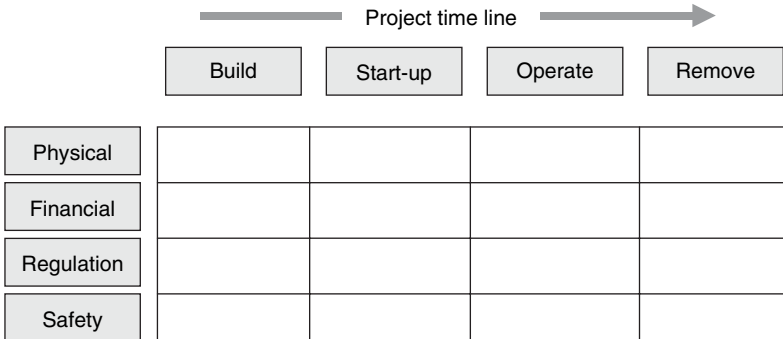 Project time line
Build Start-up Operate Remove
Physical
Financial
Regulation
Safety